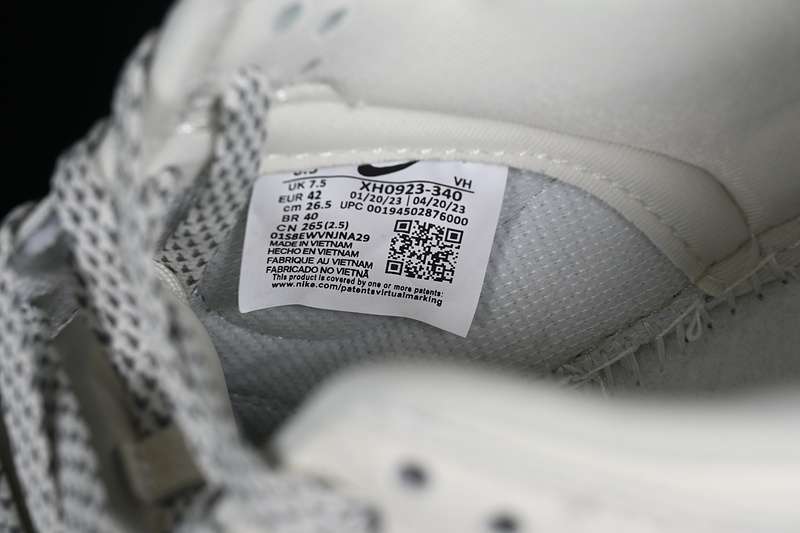 UK 7.5
EUR 42
cm 26.5
BR 40
CN 265 (2.5)
XH0923-340
VH
01/20/23 | 04/20/23
UPC 00194502876000
01S8EWVNJNA29
MADE IN VIETNAM
HECHO EN VIETNAM
FABRIQUE AU VIETNAM
FABRICADO NO VIETNÃ
This product is covered by one or more patents:
www.nike.com/patentsvirtualmarking